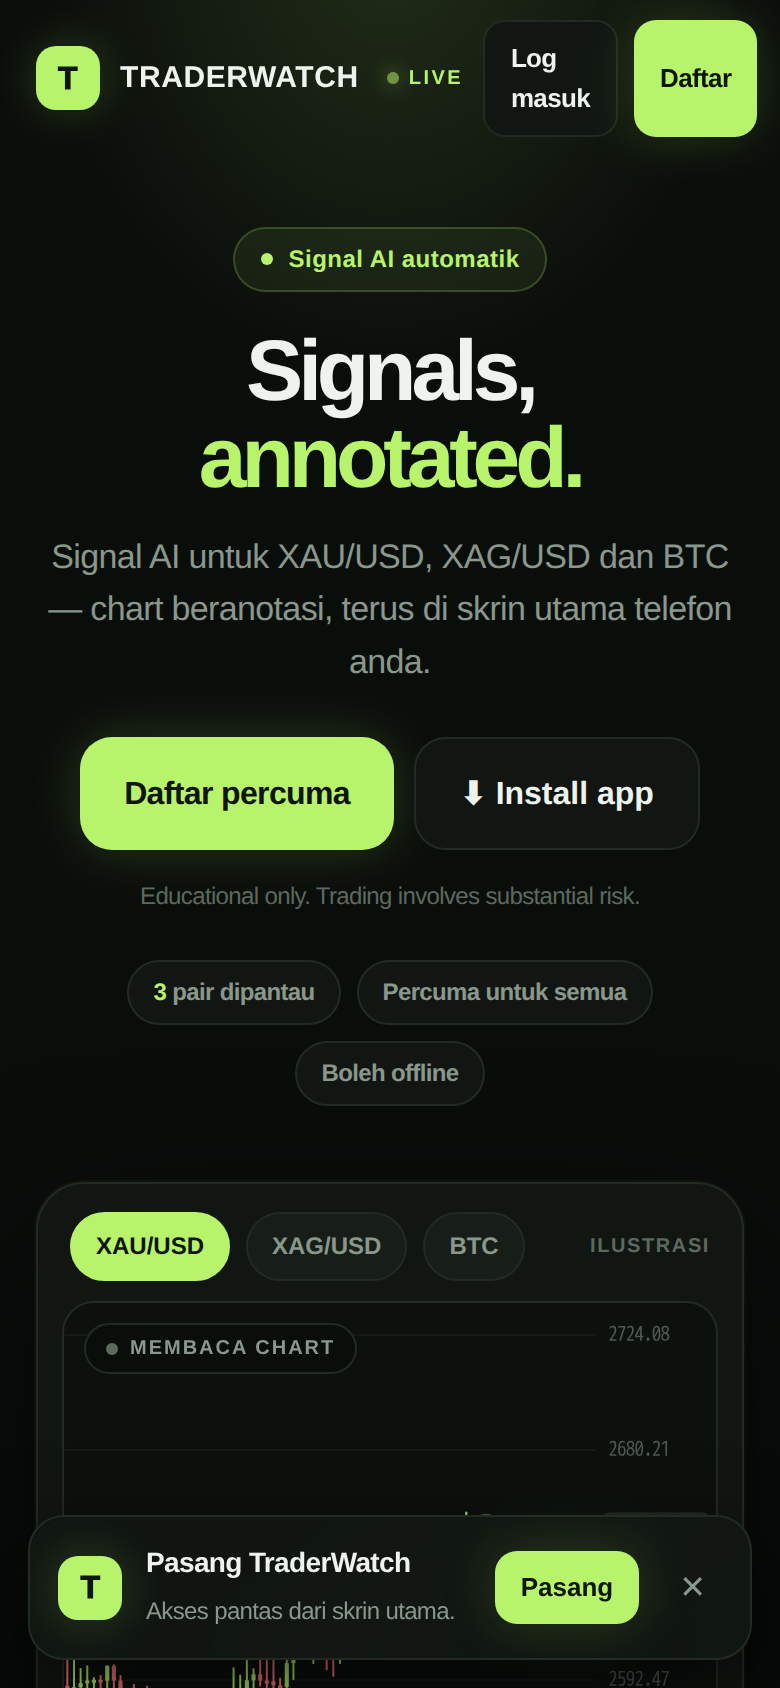 T TRADERWATCH LIVE Log masuk Daftar
Signal AI automatik
Signals,
annotated.
Signal AI untuk XAU/USD, XAG/USD dan BTC
— chart beranotasi, terus di skrin utama telefon
anda.
Daftar percuma ⬇ Install app
Educational only. Trading involves substantial risk.
3 pair dipantau Percuma untuk semua
Boleh offline
XAU/USD XAG/USD BTC ILUSTRASI
MEMBACA CHART 2724.08
2680.21
T Pasang TraderWatch Pasang ✕
Akses pantas dari skrin utama.
2592.47